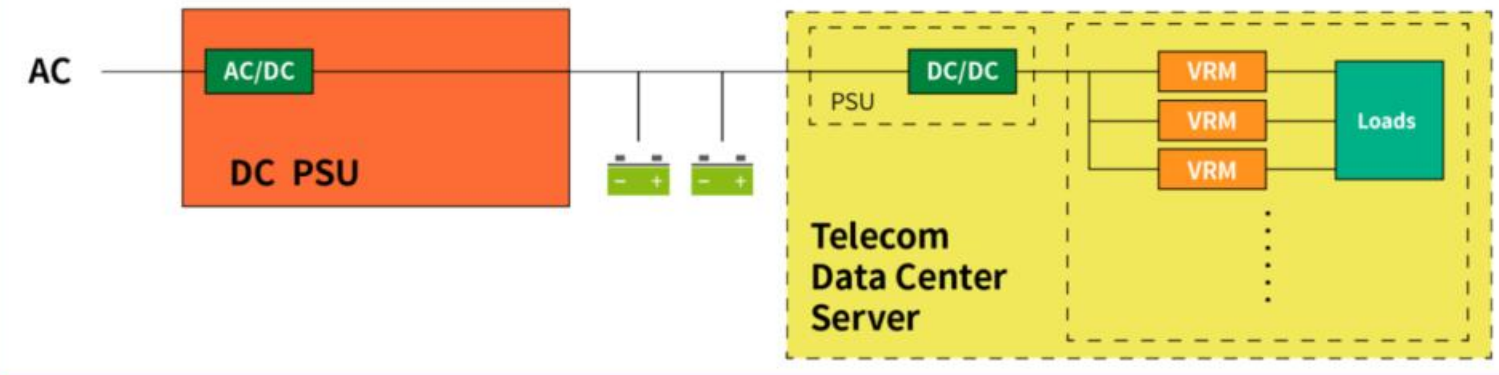 AC
AC/DC
DC PSU
− +
− +
DC/DC
PSU
VRM
VRM
VRM
Loads
Telecom
Data Center
Server